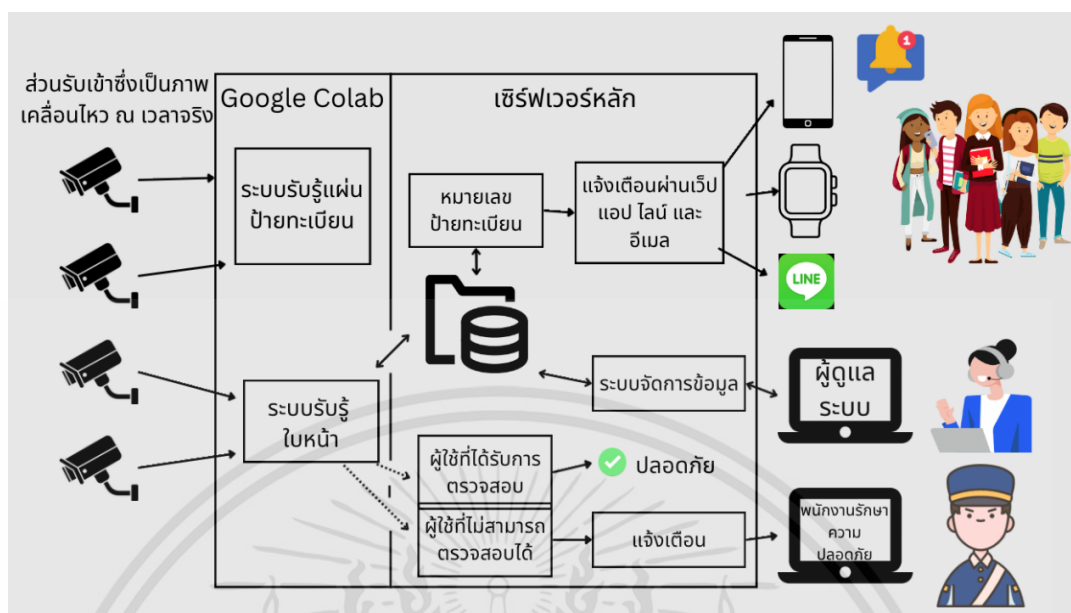 ส่วนรับเข้าซึ่งเป็นภาพ
เคลื่อนไหว ณ เวลาจริง
Google Colab
เซิร์ฟเวอร์หลัก
1
ระบบรับรู้แผ่น
ป้ายทะเบียน
หมายเลข
ป้ายทะเบียน
แจ้งเตือนผ่านเว็ป
แอป ไลน์ และ
อีเมล
LINE
ระบบรับรู้
ใบหน้า
ระบบจัดการข้อมูล
ผู้ดูแล
ระบบ
ผู้ใช้ที่ได้รับการ
ตรวจสอบ
ปลอดภัย
ผู้ใช้ที่ไม่สามารถ
ตรวจสอบได้
แจ้งเตือน
พนักงานรักษา
ความ
ปลอดภัย